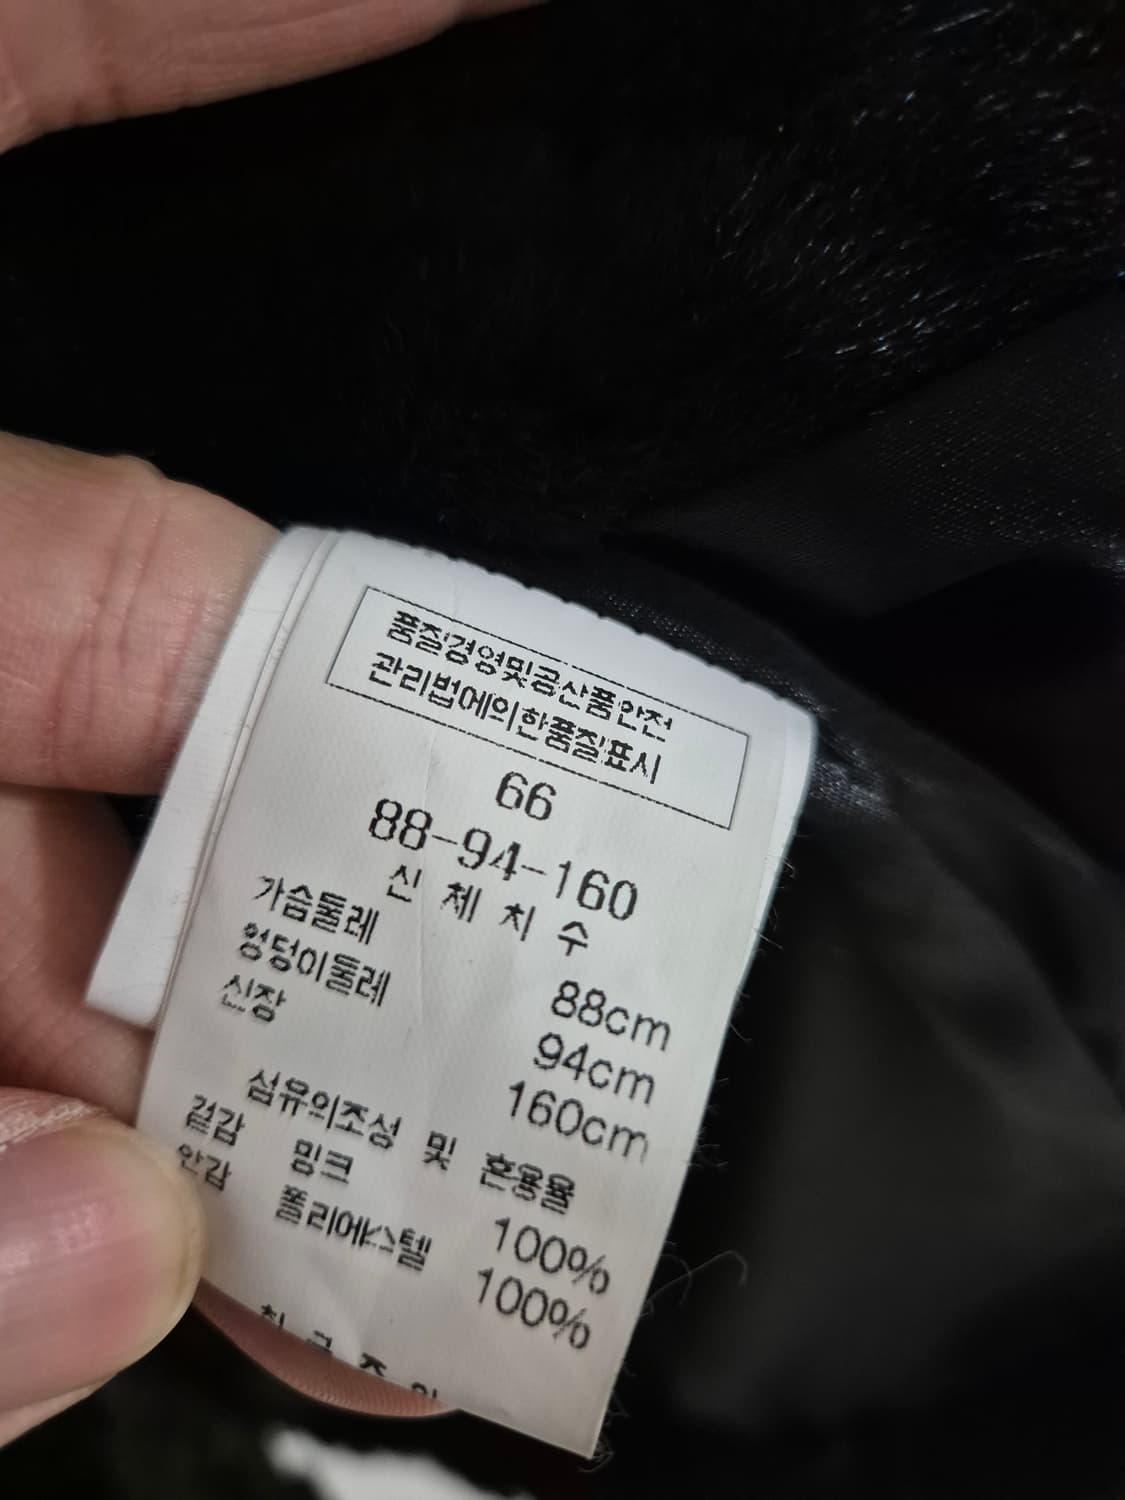 품질경영및공산품안전
관리법에의한품질표시
66
88-94-160
신 체 치 수
가슴둘레 88cm
엉덩이둘레 94cm
신장 160cm
섬유의조성 및 혼용율
겉감 밍크 100%
안감 폴리에스텔 100%